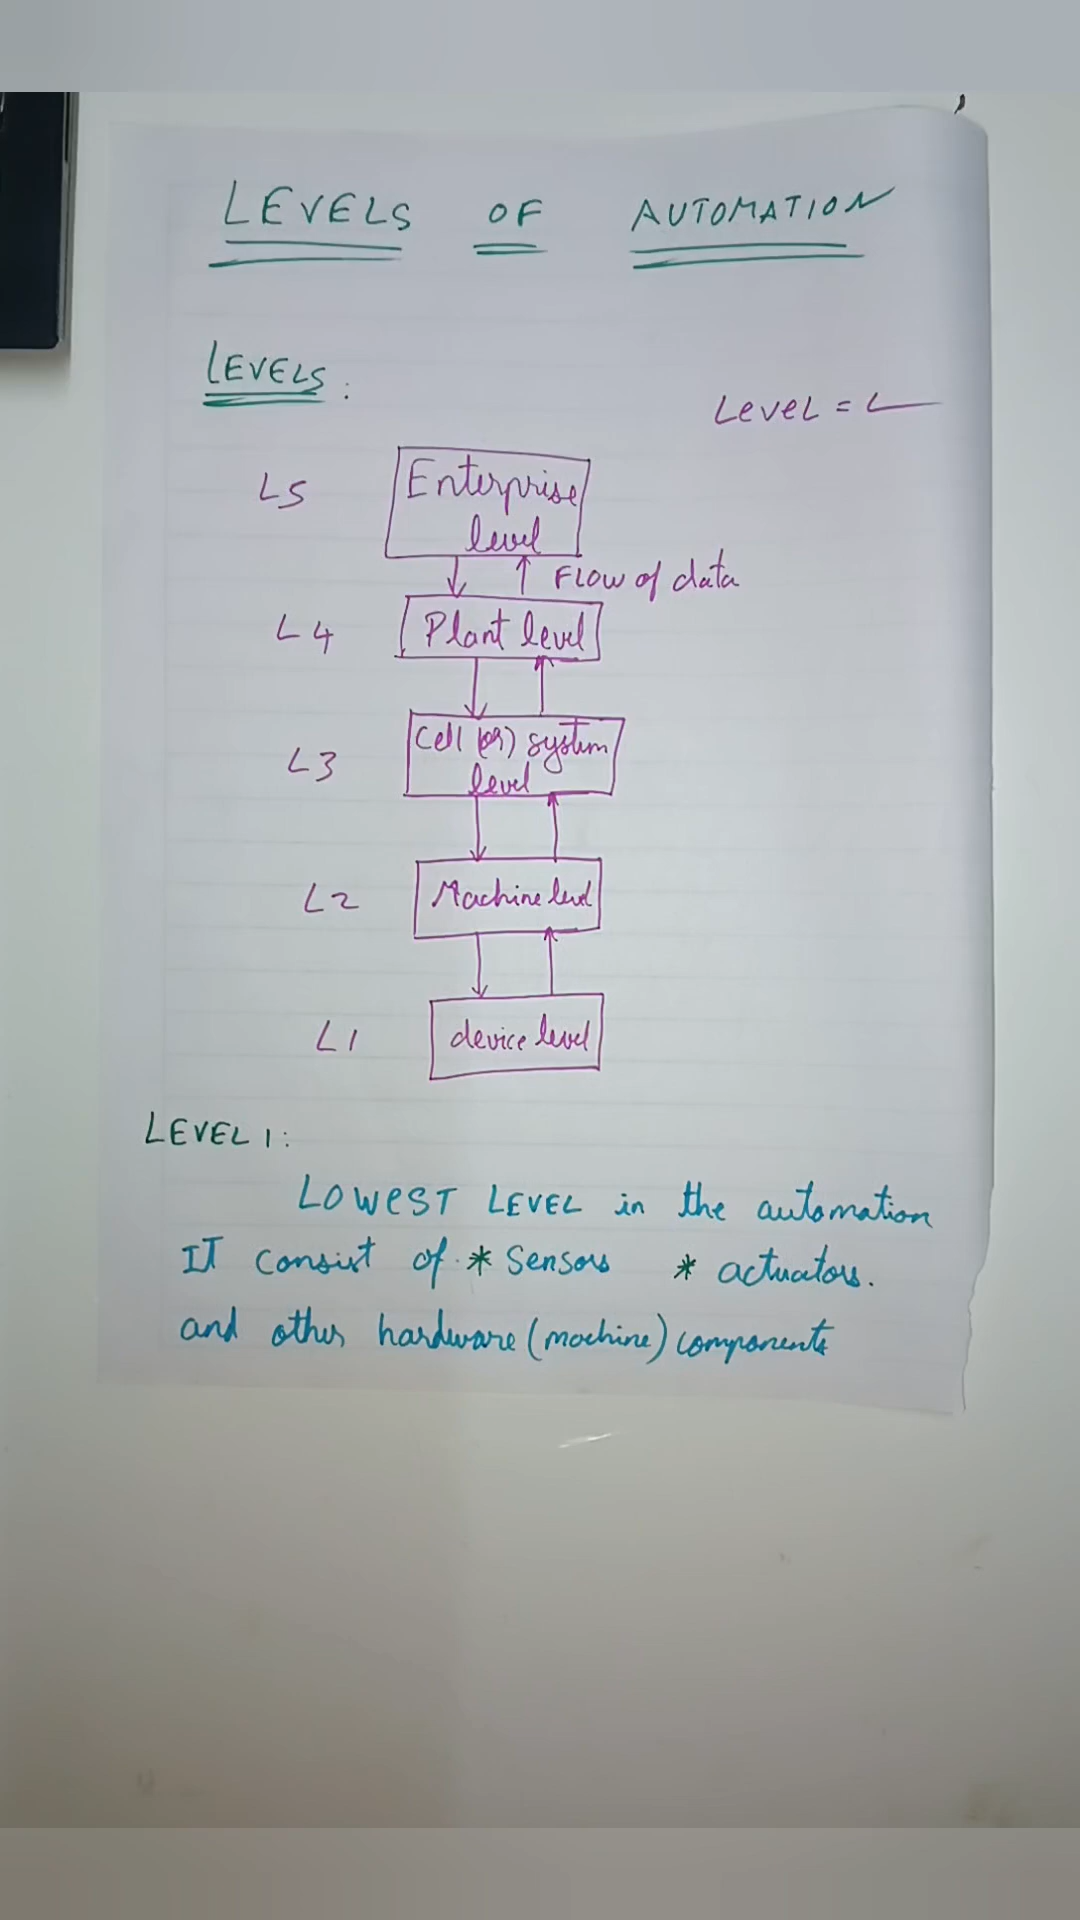 LEVELS OF AUTOMATION
LEVELS :
Level = L
L5 Enterprise
level
FLOW of data
L4 Plant level
L3 Cell (or) system
level
L2 Machine level
L1 device level
LEVEL 1:
LOWEST LEVEL in the automation
IT consist of * Sensors * actuators.
and other hardware (machine) components